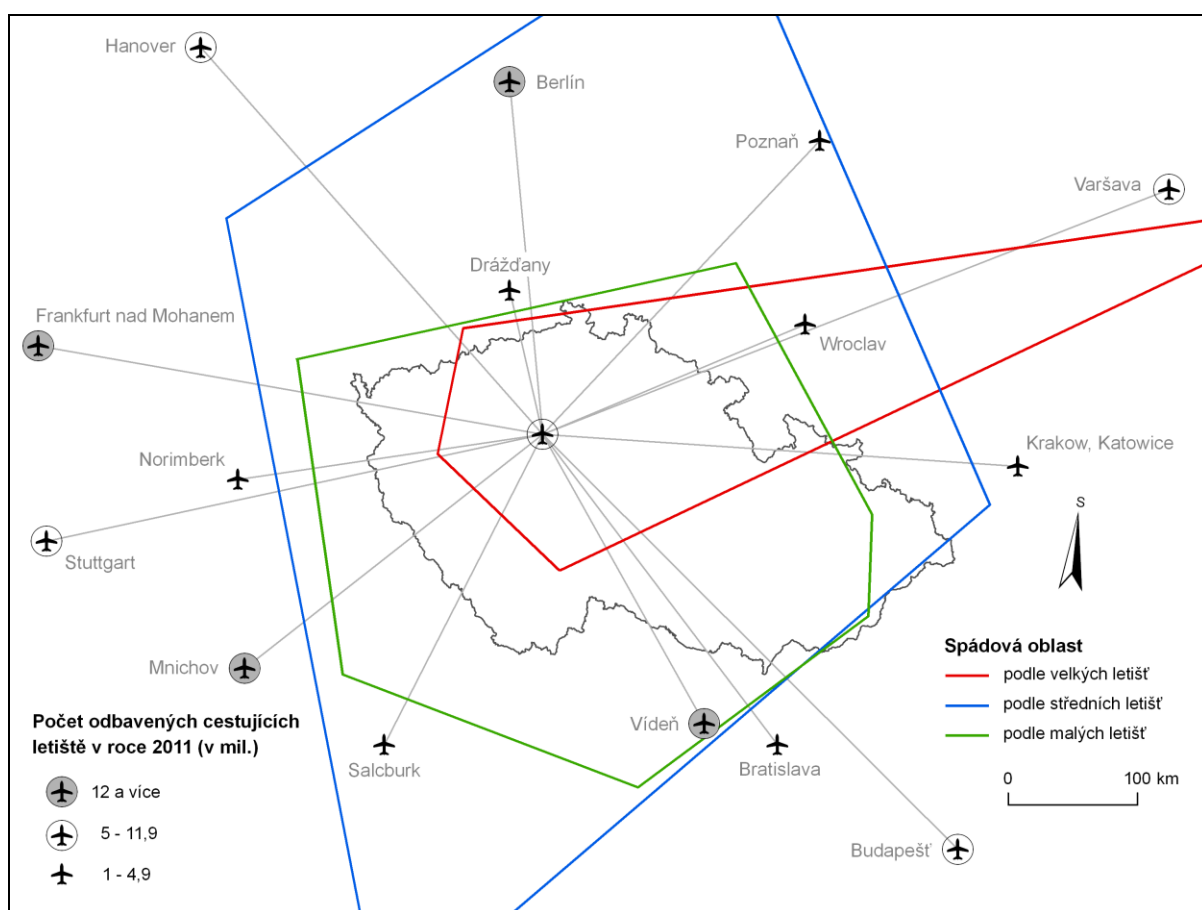 Hanover
Berlín
Poznaň
Varšava
Drážďany
Frankfurt nad Mohanem
Wroclav
Norimberk
Krakow, Katowice
S
Stuttgart
Mnichov
Vídeň
Salcburk
Bratislava
Budapešť
Spádová oblast
podle velkých letišť
podle středních letišť
podle malých letišť
0 100 km
Počet odbavených cestujících
letiště v roce 2011 (v mil.)
12 a více
5 - 11,9
1 - 4,9